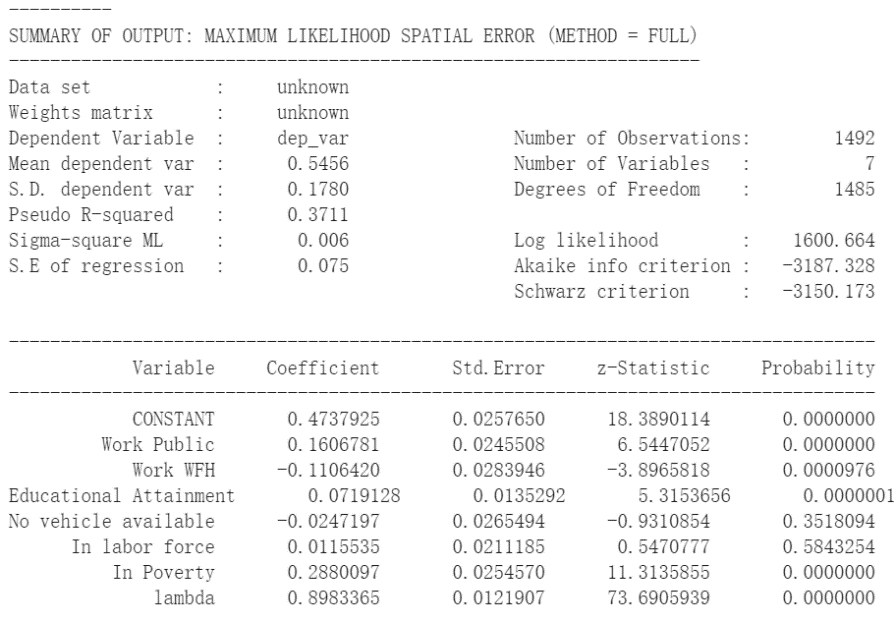 ----------
SUMMARY OF OUTPUT: MAXIMUM LIKELIHOOD SPATIAL ERROR (METHOD = FULL)
-------------------------------------------------------------------
Data set : unknown
Weights matrix : unknown
Dependent Variable : dep_var Number of Observations: 1492
Mean dependent var : 0.5456 Number of Variables : 7
S.D. dependent var : 0.1780 Degrees of Freedom : 1485
Pseudo R-squared : 0.3711
Sigma-square ML : 0.006 Log likelihood : 1600.664
S.E of regression : 0.075 Akaike info criterion : -3187.328
Schwarz criterion : -3150.173
------------------------------------------------------------------------------------
Variable Coefficient Std.Error z-Statistic Probability
------------------------------------------------------------------------------------
CONSTANT 0.4737925 0.0257650 18.3890114 0.0000000
Work Public 0.1606781 0.0245508 6.5447052 0.0000000
Work WFH -0.1106420 0.0283946 -3.8965818 0.0000976
Educational Attainment 0.0719128 0.0135292 5.3153656 0.0000001
No vehicle available -0.0247197 0.0265494 -0.9310854 0.3518094
In labor force 0.0115535 0.0211185 0.5470777 0.5843254
In Poverty 0.2880097 0.0254570 11.3135855 0.0000000
lambda 0.8983365 0.0121907 73.6905939 0.0000000